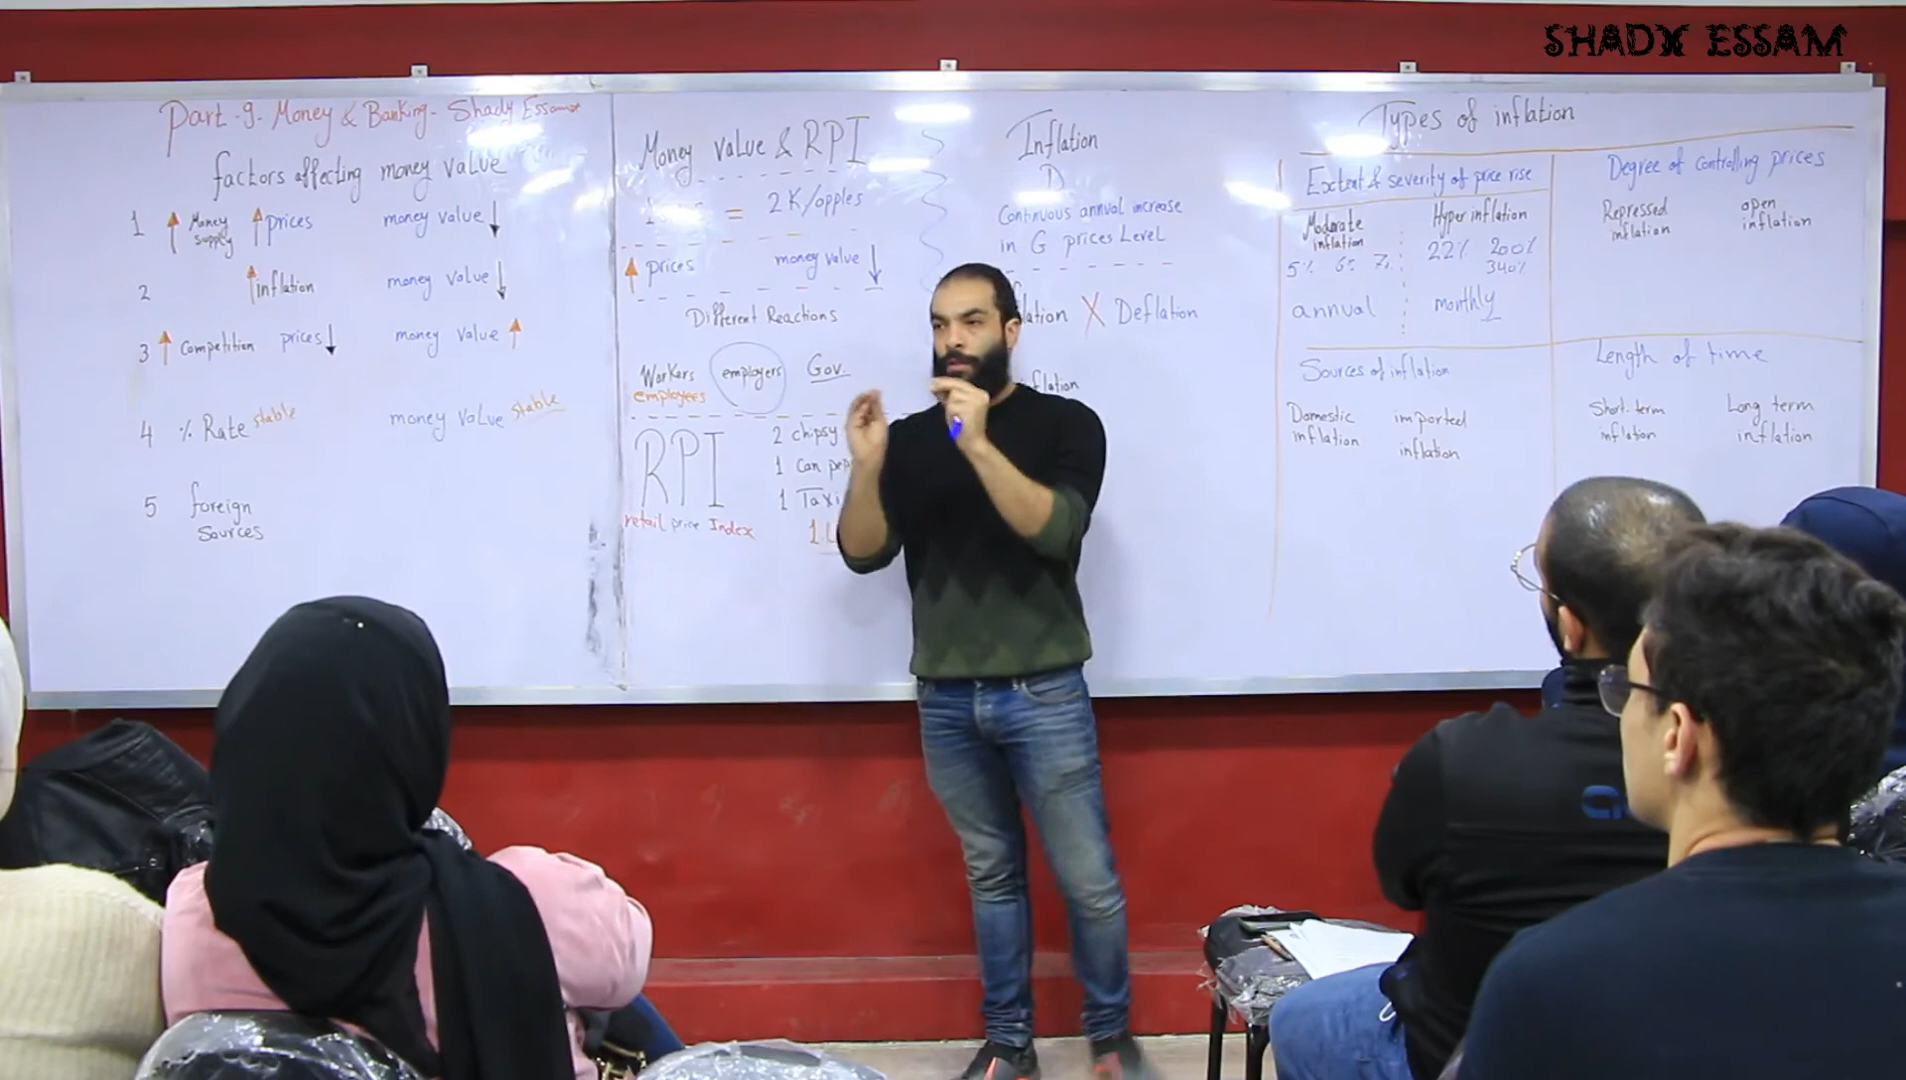 SHADY ESSAM
Part -9- Money & Banking - Shady Essam
factors affecting money value
1 ↑ Money supply ↑ prices money value ↓
2 ↑ inflation money value ↓
3 ↑ Competition prices ↓ money value ↑
4 % Rate stable money value stable
5 foreign
Sources
Money value & RPI
= 2 K/apples
↑ prices money value ↓
Different Reactions
Workers employers Gov.
employees
RPI
retail price Index
2 chipsy
1 Can
1 Taxi
Inflation
Continuous annual increase
in G prices Level
X Deflation
Types of inflation
Extent & severity of price rise
Moderate
inflation
5% 6% 7%
annual
Hyper inflation
22% 200%
340%
monthly
Degree of controlling prices
Repressed
inflation
open
inflation
Sources of inflation
Domestic
inflation
imported
inflation
Length of time
Short term
inflation
Long term
inflation